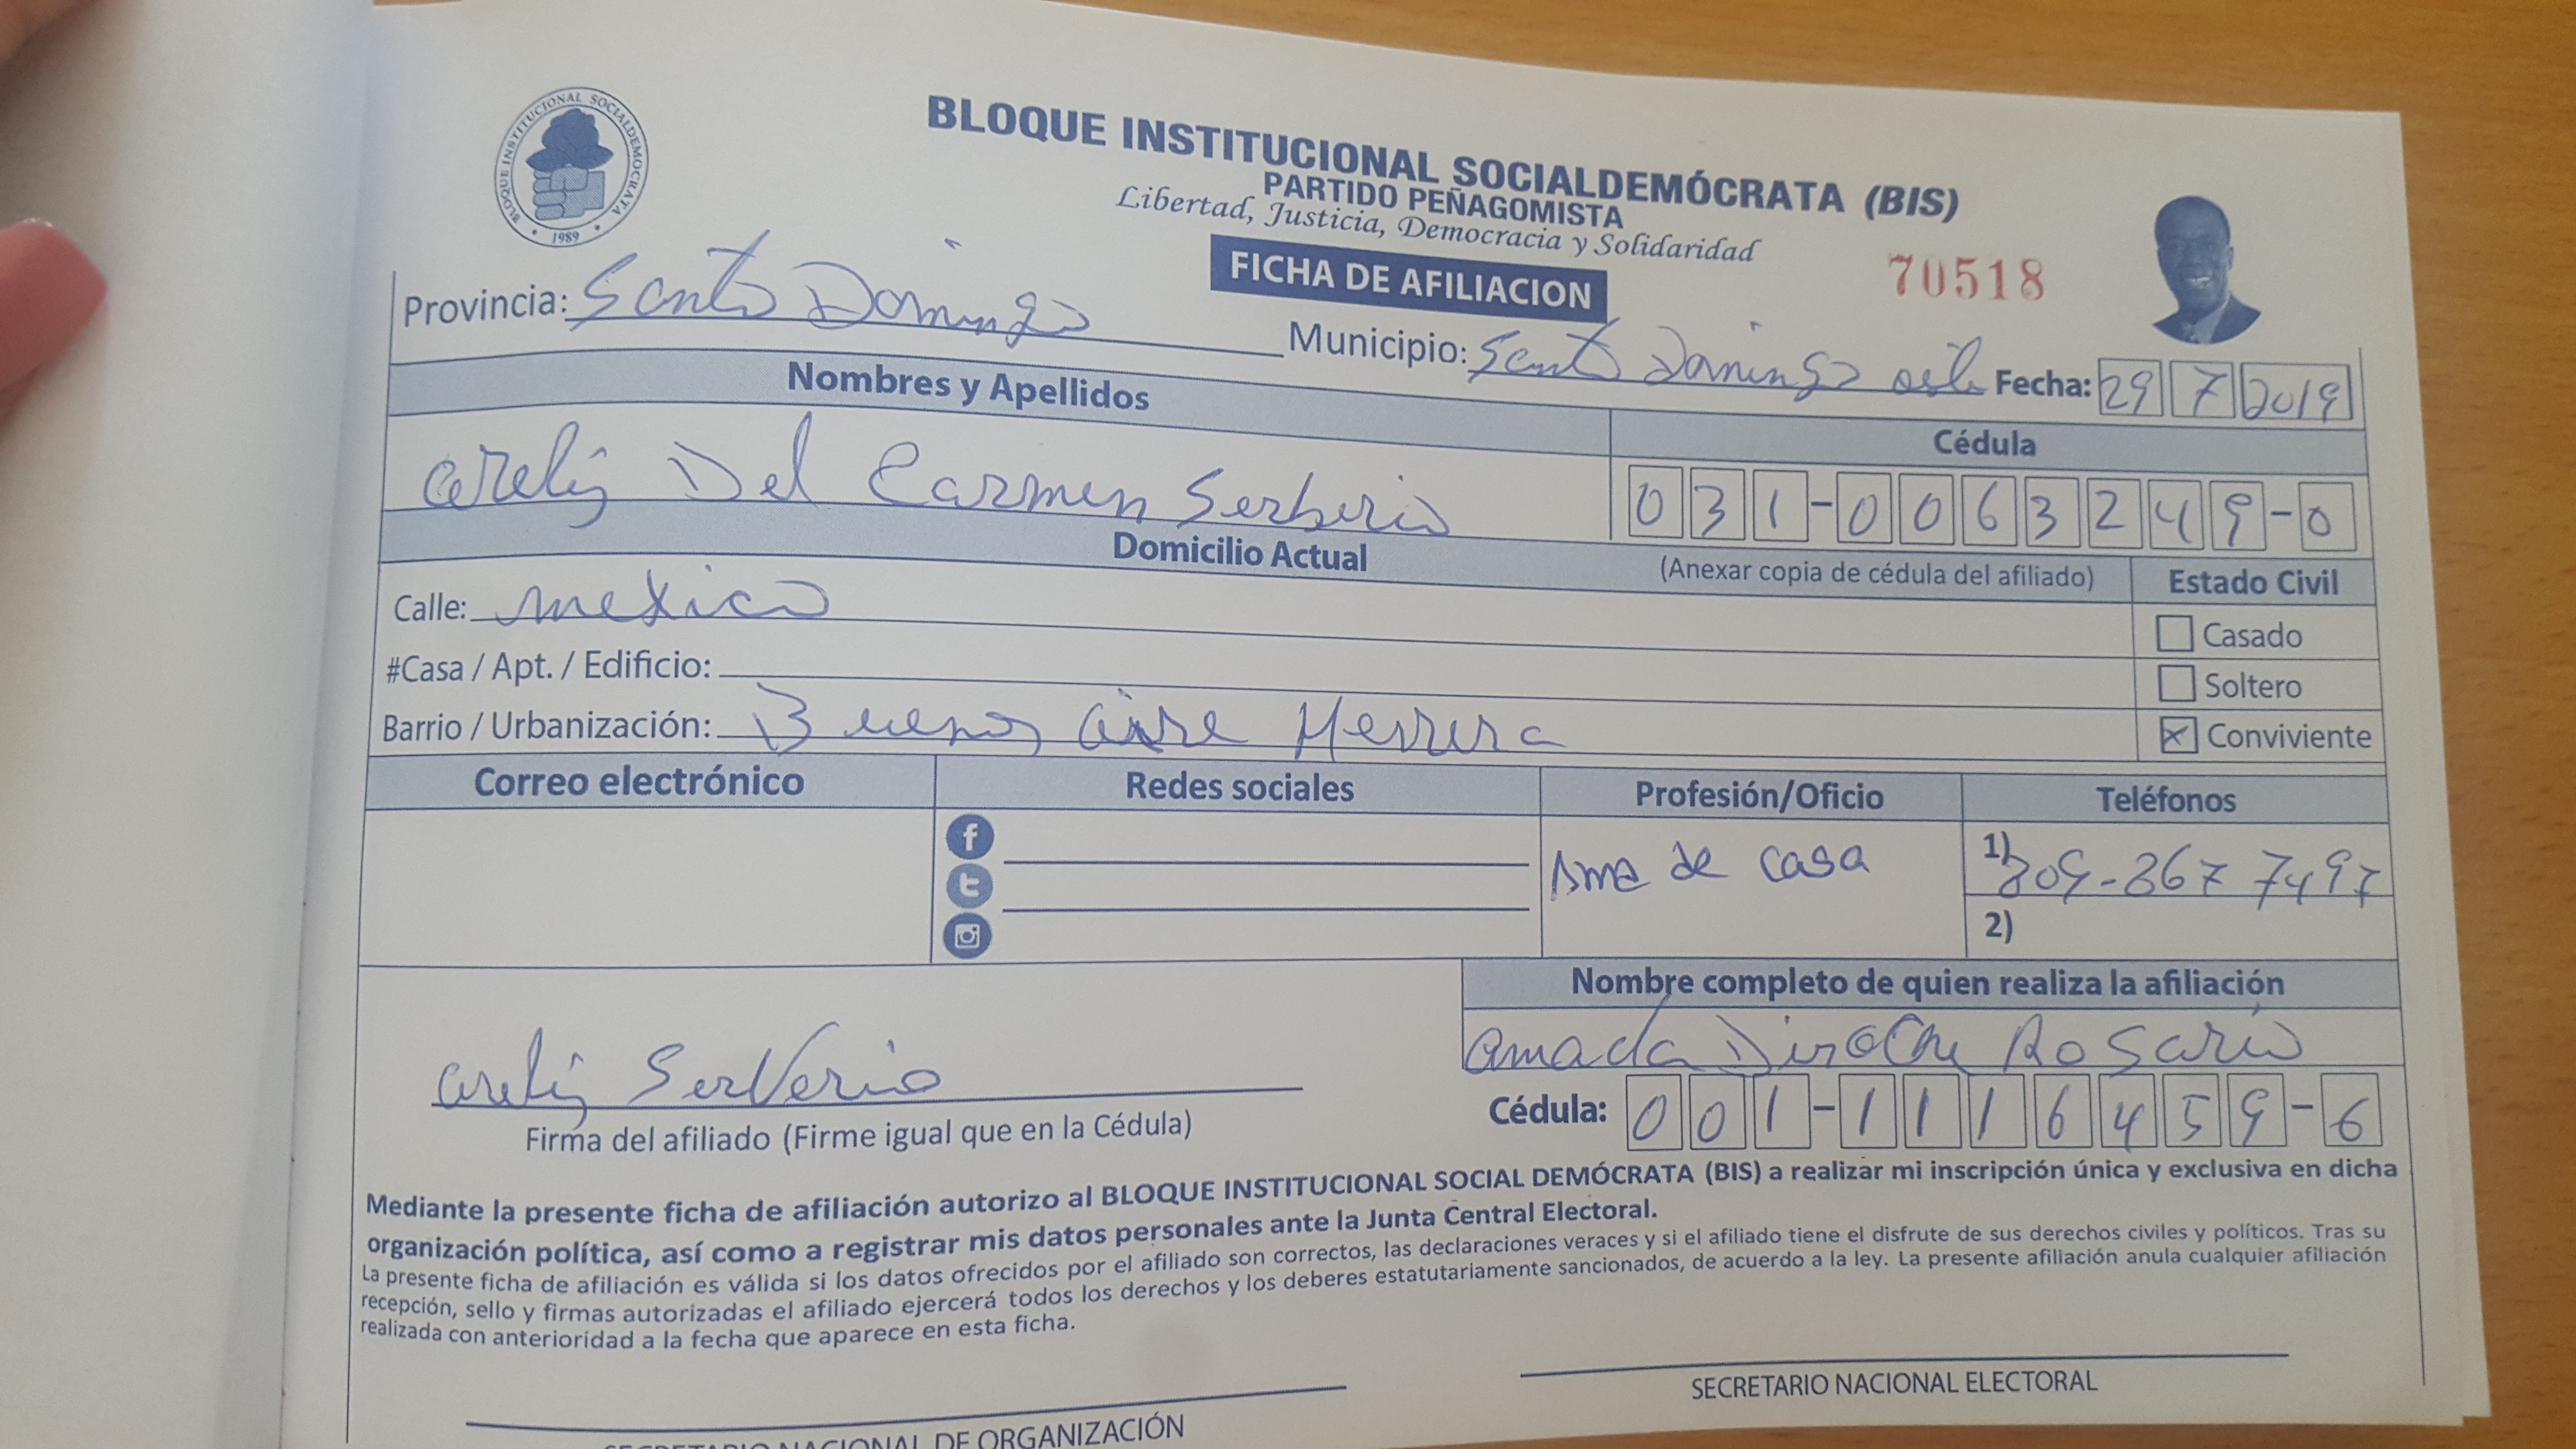 BLOQUE INSTITUCIONAL SOCIALDEMOCRATA
1989
BLOQUE INSTITUCIONAL SOCIALDEMÓCRATA (BIS)
PARTIDO PEÑAGOMISTA
Libertad, Justicia, Democracia y Solidaridad
FICHA DE AFILIACION
70518
Provincia: Santo Domingo Municipio: Santo Domingo oeste Fecha: 29 7 2019
Nombres y Apellidos
Cédula
arelis Del Carmen Serberio 031-0063249-0
Domicilio Actual
(Anexar copia de cédula del afiliado)
Estado Civil
Calle: mexico
Casado
#Casa / Apt. / Edificio:
Soltero
Barrio / Urbanización: Buenos aire Herrera
Conviviente
Correo electrónico Redes sociales Profesión/Oficio Teléfonos
Ama de casa
1) 809-867 7497
2)
Nombre completo de quien realiza la afiliación
amada Rosario
arelis SerVerio
Cédula: 001-1116459-6
Firma del afiliado (Firme igual que en la Cédula)
Mediante la presente ficha de afiliación autorizo al BLOQUE INSTITUCIONAL SOCIAL DEMÓCRATA (BIS) a realizar mi inscripción única y exclusiva en dicha
organización política, así como a registrar mis datos personales ante la Junta Central Electoral.
La presente ficha de afiliación es válida si los datos ofrecidos por el afiliado son correctos, las declaraciones veraces y si el afiliado tiene el disfrute de sus derechos civiles y políticos. Tras su
recepción, sello y firmas autorizadas el afiliado ejercerá todos los derechos y los deberes estatutariamente sancionados, de acuerdo a la ley. La presente afiliación anula cualquier afiliación
realizada con anterioridad a la fecha que aparece en esta ficha.
SECRETARIO NACIONAL ELECTORAL
SECRETARIO NACIONAL DE ORGANIZACIÓN